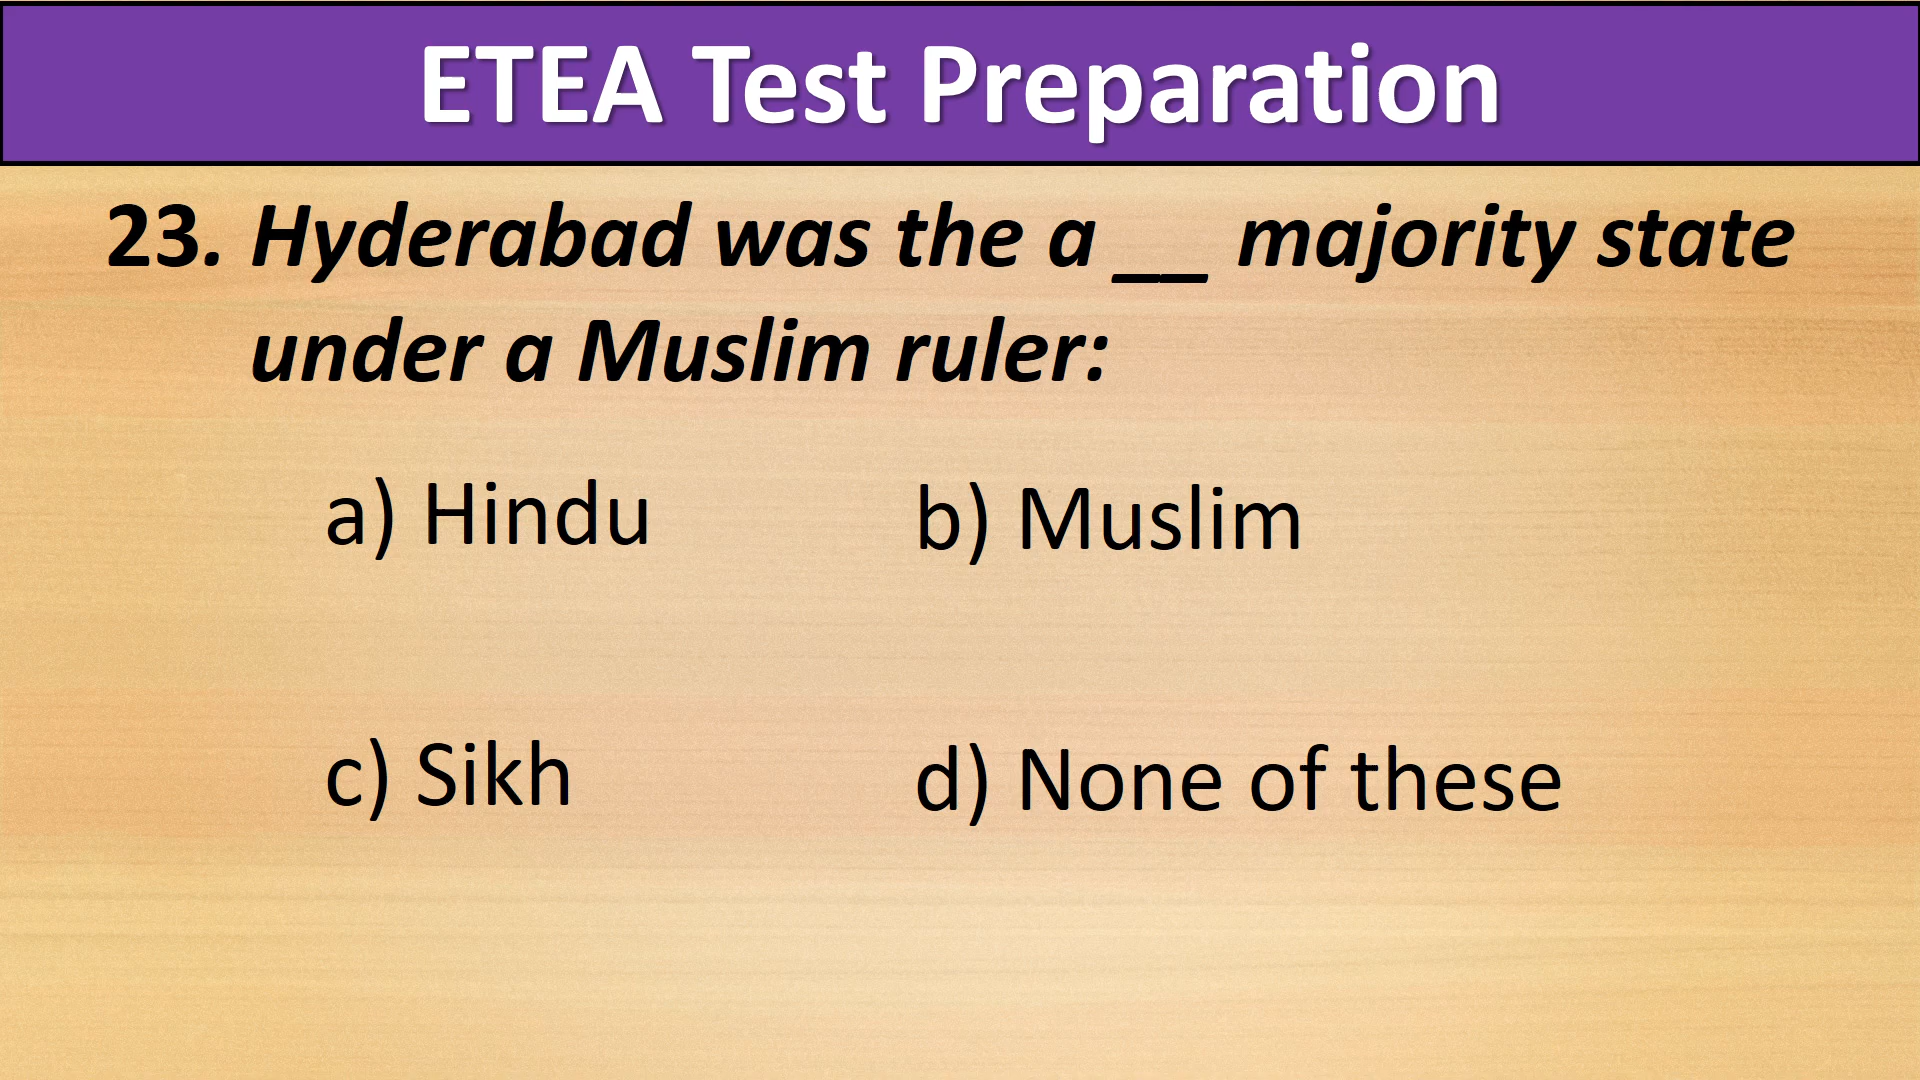 ETEA Test Preparation
23. Hyderabad was the a __ majority state
under a Muslim ruler:
a) Hindu b) Muslim
c) Sikh d) None of these